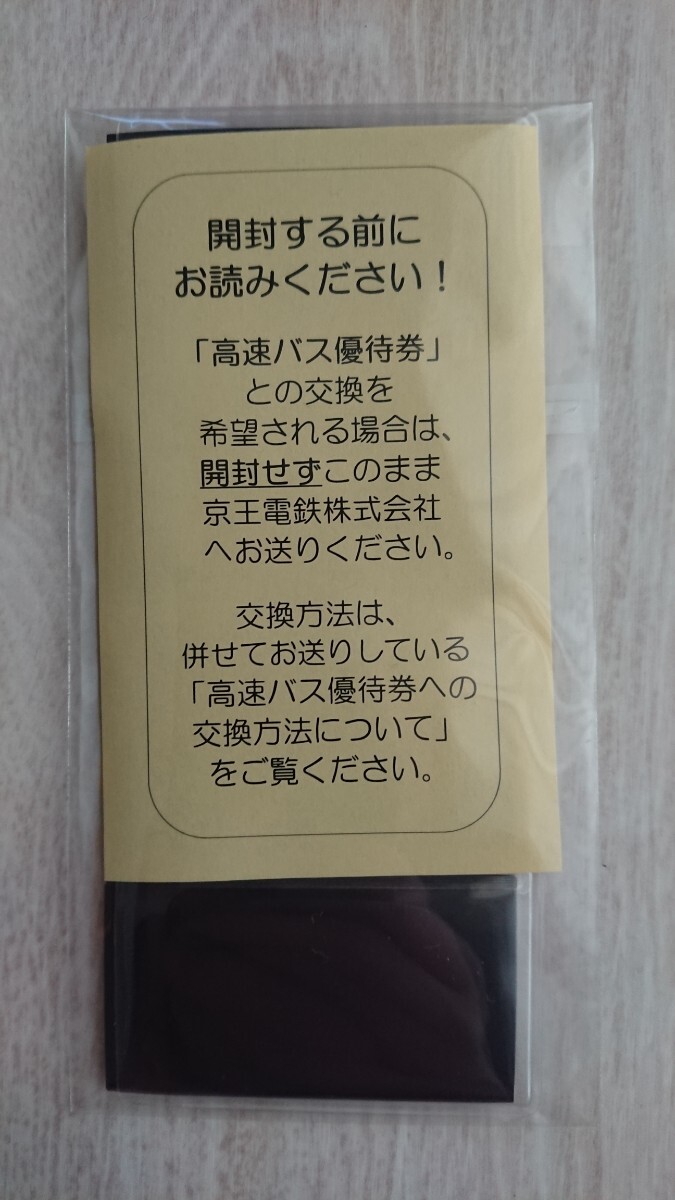 開封する前に
お読みください！
「高速バス優待券」
との交換を
希望される場合は、
開封せずこのまま
京王電鉄株式会社
へお送りください。
交換方法は、
併せてお送りしている
「高速バス優待券への
交換方法について」
をご覧ください。